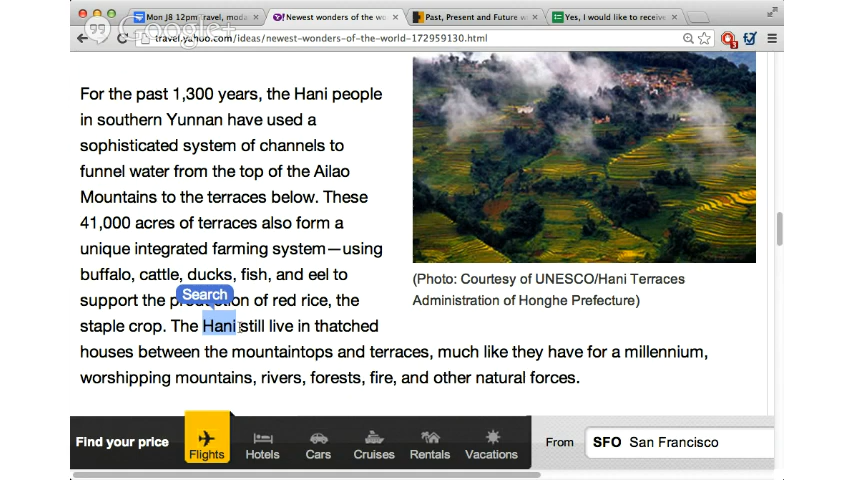 Mon J8 12pm Travel, moda
Newest wonders of the wo
Past, Present and Future w
Yes, I would like to receive
Google+
travel.yahoo.com/ideas/newest-wonders-of-the-world-172959130.html
For the past 1,300 years, the Hani people
in southern Yunnan have used a
sophisticated system of channels to
funnel water from the top of the Ailao
Mountains to the terraces below. These
41,000 acres of terraces also form a
unique integrated farming system—using
buffalo, cattle, ducks, fish, and eel to
Search
support the production of red rice, the
staple crop. The Hani still live in thatched
houses between the mountaintops and terraces, much like they have for a millennium,
worshipping mountains, rivers, forests, fire, and other natural forces.
(Photo: Courtesy of UNESCO/Hani Terraces
Administration of Honghe Prefecture)
Find your price
Flights
Hotels
Cars
Cruises
Rentals
Vacations
From
SFO San Francisco